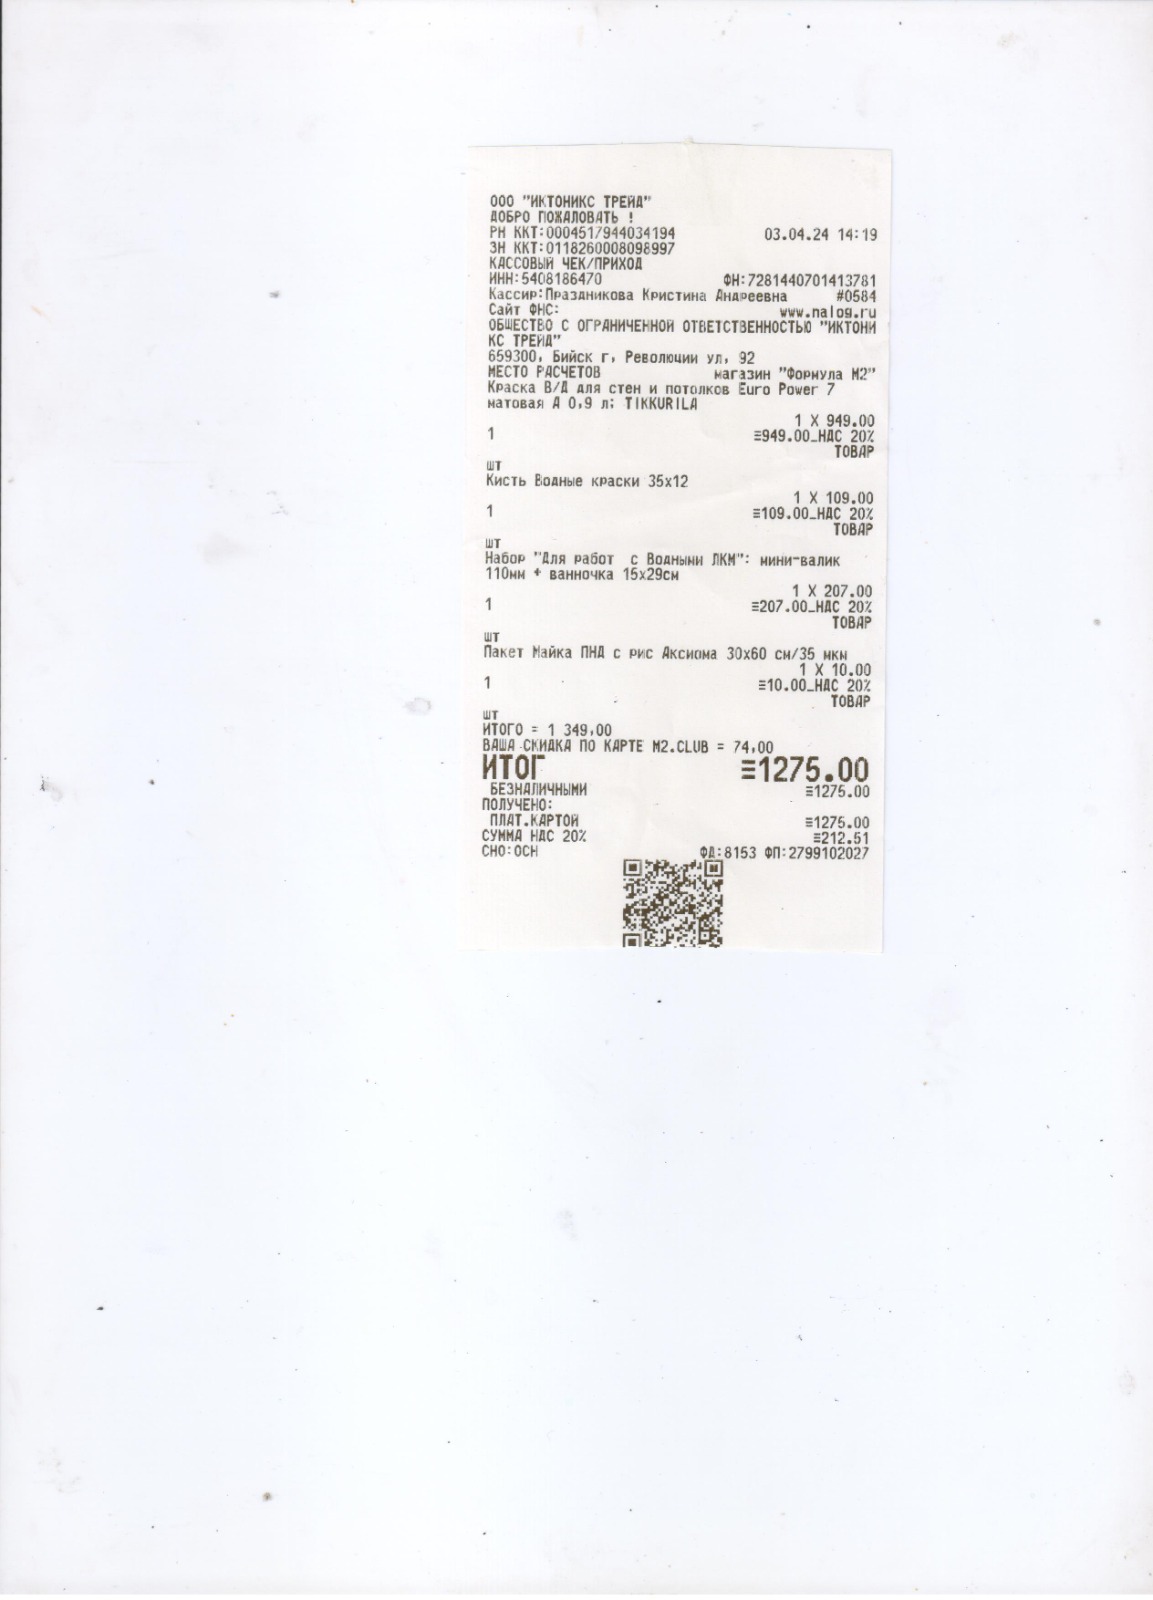 ООО "ИКТОНИКС ТРЕЙД"
ДОБРО ПОЖАЛОВАТЬ !
РН ККТ:0004517944034194 03.04.24 14:19
ЗН ККТ:0118260008098997
КАССОВЫЙ ЧЕК/ПРИХОД
ИНН:5408186470 ФН:7281440701413781
Кассир:Праздникова Кристина Андреевна #0584
Сайт ФНС: www.nalog.ru
ОБЩЕСТВО С ОГРАНИЧЕННОЙ ОТВЕТСТВЕННОСТЬЮ "ИКТОНИ
КС ТРЕЙД"
659300, Бийск г, Революции ул, 92
МЕСТО РАСЧЕТОВ магазин "Формула М2"
Краска В/Д для стен и потолков Euro Power 7
матовая А 0,9 л; TIKKURILA
1 X 949.00
1 ≡949.00_НДС 20%
ТОВАР
шт
Кисть Водные краски 35х12
1 X 109.00
1 ≡109.00_НДС 20%
ТОВАР
шт
Набор "Для работ с Водными ЛКМ": мини-валик
110мм + ванночка 15х29см
1 X 207.00
1 ≡207.00_НДС 20%
ТОВАР
шт
Пакет Майка ПНД с рис Аксиома 30х60 см/35 мкм
1 X 10.00
1 ≡10.00_НДС 20%
ТОВАР
шт
ИТОГО = 1 349,00
ВАША СКИДКА ПО КАРТЕ M2.CLUB = 74,00
ИТОГ ≡1275.00
БЕЗНАЛИЧНЫМИ ≡1275.00
ПОЛУЧЕНО:
ПЛАТ.КАРТОЙ ≡1275.00
СУММА НДС 20% ≡212.51
СНО:ОСН ФД:8153 ФП:2799102027